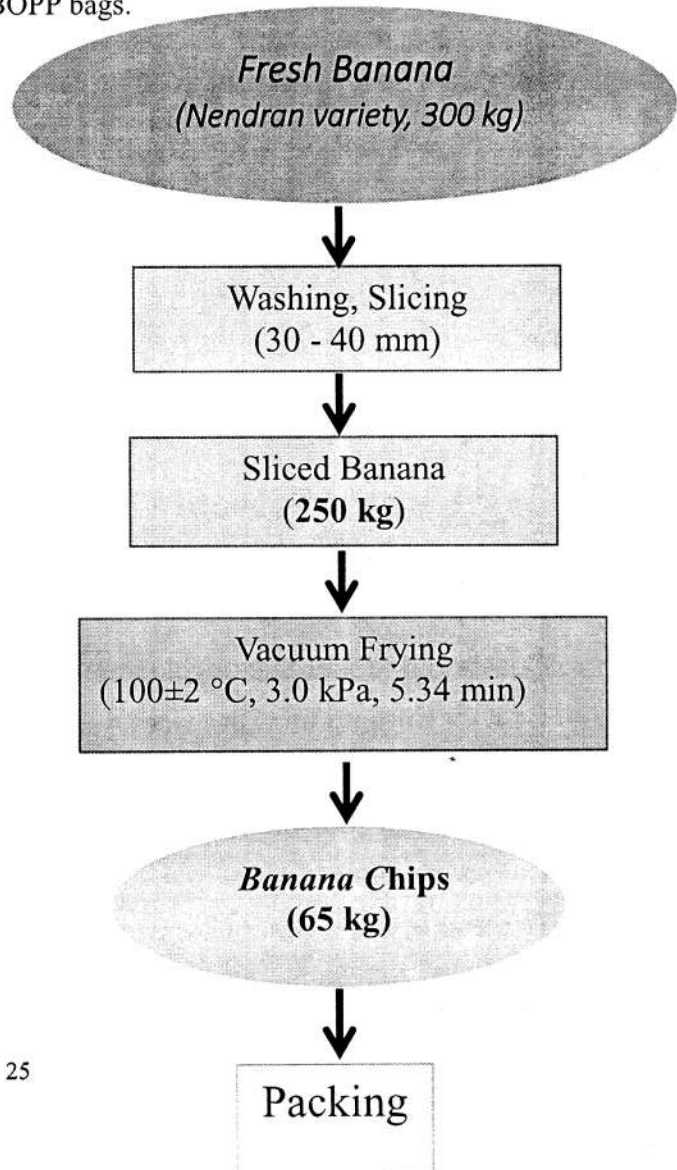 BOPP bags.
Fresh Banana
(Nendran variety, 300 kg)
Washing, Slicing
(30 - 40 mm)
Sliced Banana
(250 kg)
Vacuum Frying
(100±2 °C, 3.0 kPa, 5.34 min)
Banana Chips
(65 kg)
25
Packing